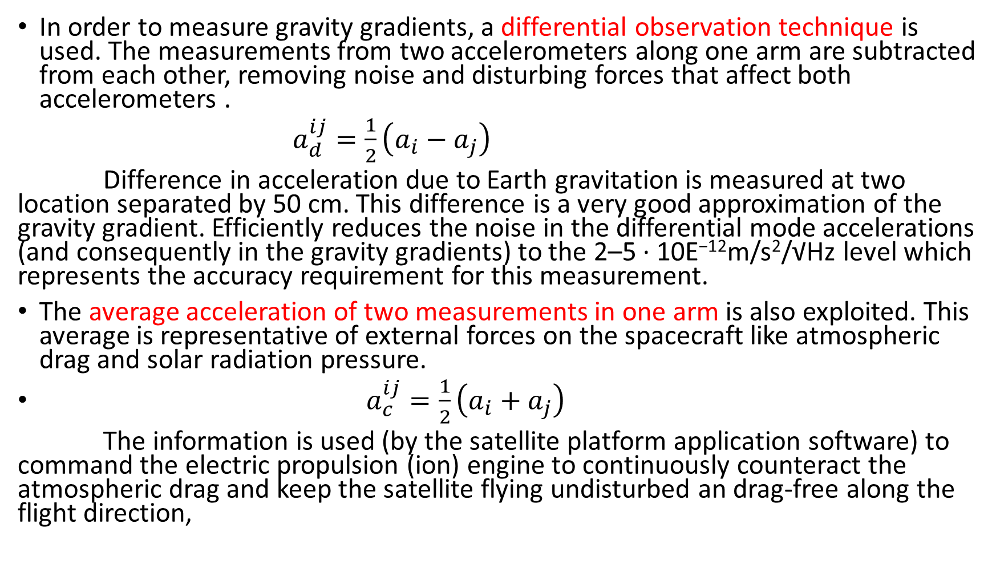 • In order to measure gravity gradients, a differential observation technique is
used. The measurements from two accelerometers along one arm are subtracted
from each other, removing noise and disturbing forces that affect both
accelerometers .
a_d^{ij} = 1/2 (a_i − a_j)
Difference in acceleration due to Earth gravitation is measured at two
location separated by 50 cm. This difference is a very good approximation of the
gravity gradient. Efficiently reduces the noise in the differential mode accelerations
(and consequently in the gravity gradients) to the 2–5 · 10E⁻¹²m/s²/√Hz level which
represents the accuracy requirement for this measurement.
• The average acceleration of two measurements in one arm is also exploited. This
average is representative of external forces on the spacecraft like atmospheric
drag and solar radiation pressure.
• a_c^{ij} = 1/2 (a_i + a_j)
The information is used (by the satellite platform application software) to
command the electric propulsion (ion) engine to continuously counteract the
atmospheric drag and keep the satellite flying undisturbed an drag-free along the
flight direction,